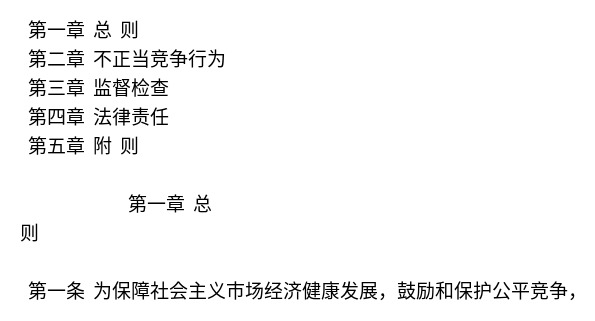 第一章 总 则
第二章 不正当竞争行为
第三章 监督检查
第四章 法律责任
第五章 附 则
第一章 总
则
第一条 为保障社会主义市场经济健康发展，鼓励和保护公平竞争，